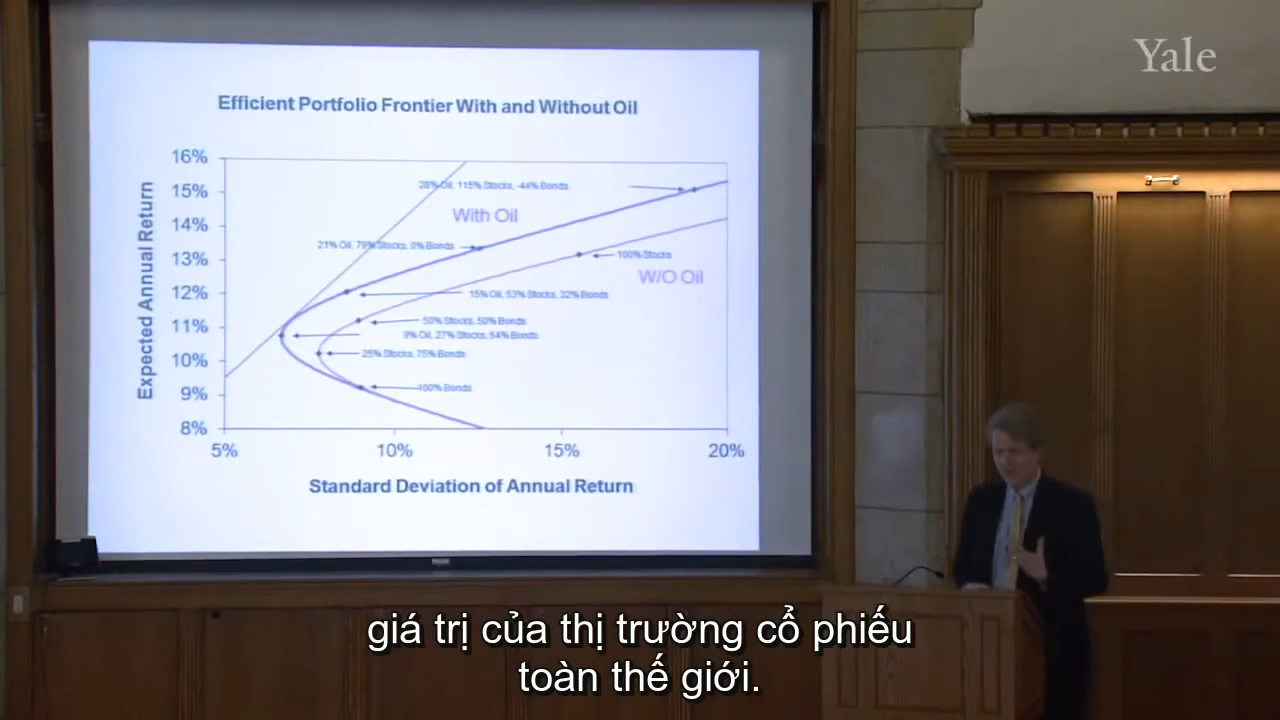 Yale
Efficient Portfolio Frontier With and Without Oil
Expected Annual Return
16%
15%
14%
13%
12%
11%
10%
9%
8%
28% Oil, 115% Stocks, -44% Bonds
With Oil
21% Oil, 79% Stocks, 0% Bonds
100% Stocks
W/O Oil
15% Oil, 53% Stocks, 32% Bonds
50% Stocks, 50% Bonds
9% Oil, 27% Stocks, 64% Bonds
25% Stocks, 75% Bonds
100% Bonds
5%
10%
15%
20%
Standard Deviation of Annual Return
giá trị của thị trường cổ phiếu
toàn thế giới.